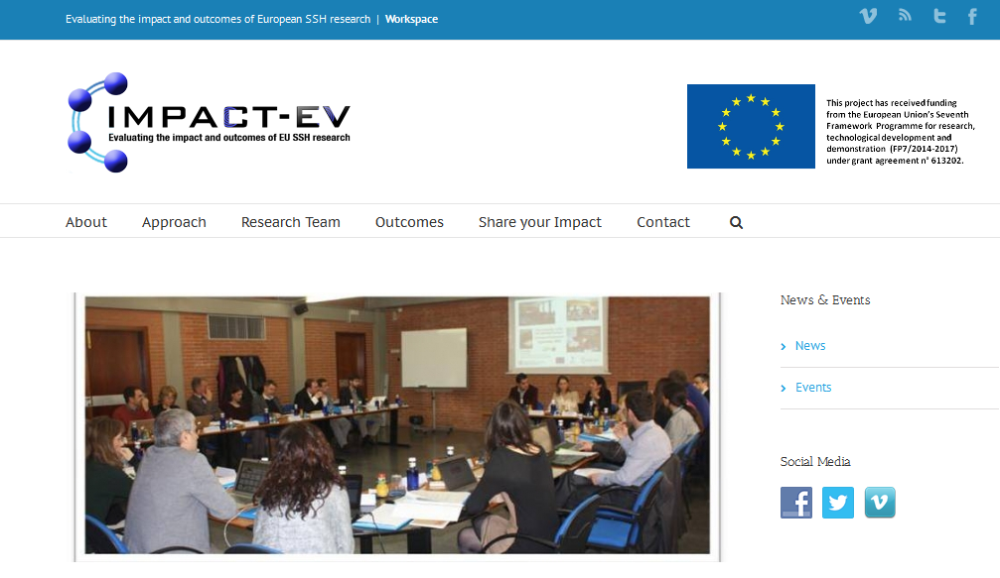 Evaluating the impact and outcomes of European SSH research | Workspace
IMPACT-EV
Evaluating the impact and outcomes of EU SSH research
This project has received funding
from the European Union's Seventh
Framework Programme for research,
technological development and
demonstration (FP7/2014-2017)
under grant agreement n° 613202.
About
Approach
Research Team
Outcomes
Share your Impact
Contact
News & Events
News
Events
Social Media